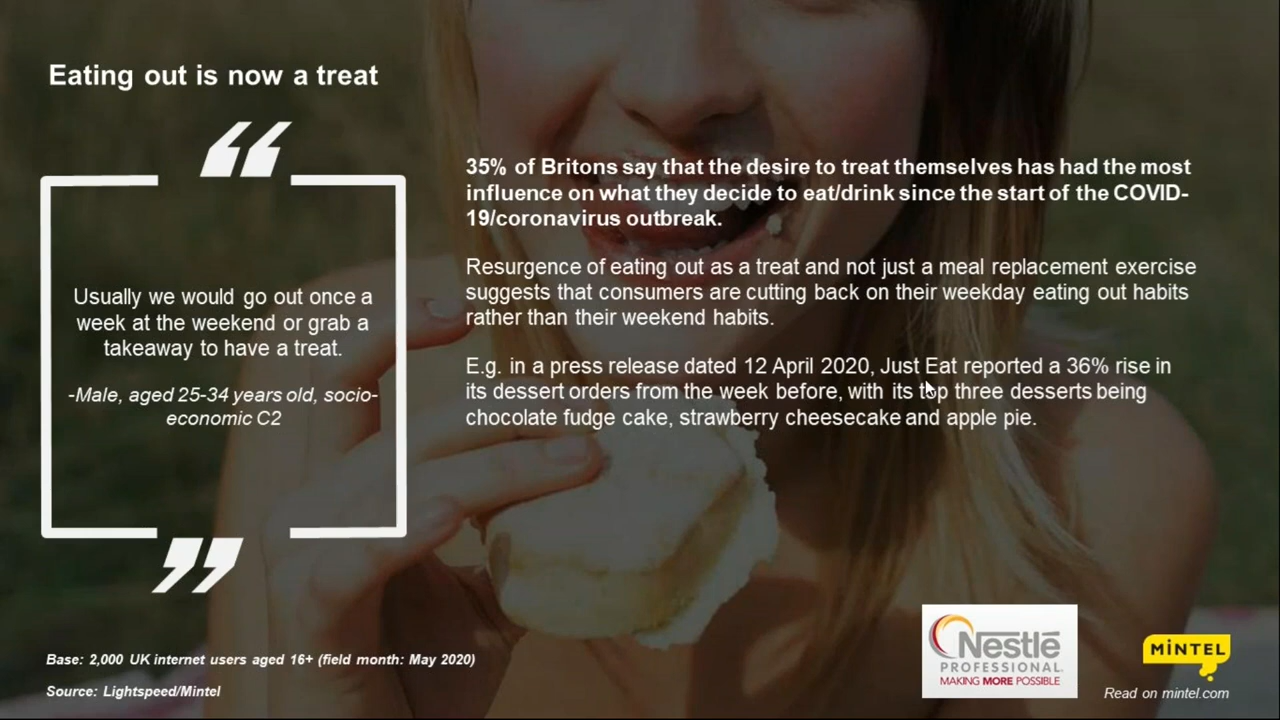 Eating out is now a treat
“
Usually we would go out once a
week at the weekend or grab a
takeaway to have a treat.
-Male, aged 25-34 years old, socio-
economic C2
”
35% of Britons say that the desire to treat themselves has had the most
influence on what they decide to eat/drink since the start of the COVID-
19/coronavirus outbreak.
Resurgence of eating out as a treat and not just a meal replacement exercise
suggests that consumers are cutting back on their weekday eating out habits
rather than their weekend habits.
E.g. in a press release dated 12 April 2020, Just Eat reported a 36% rise in
its dessert orders from the week before, with its top three desserts being
chocolate fudge cake, strawberry cheesecake and apple pie.
Base: 2,000 UK internet users aged 16+ (field month: May 2020)
Source: Lightspeed/Mintel
Nestlé
PROFESSIONAL
MAKING MORE POSSIBLE
MiNTEL
Read on mintel.com